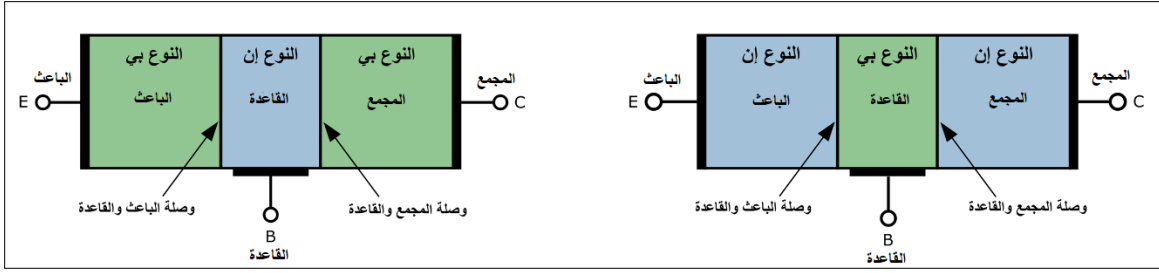 النوع بي
النوع إن
النوع بي
الباعث
E
الباعث
القاعدة
المجمع
المجمع
C
وصلة الباعث والقاعدة
وصلة المجمع والقاعدة
B
القاعدة
النوع إن
النوع بي
النوع إن
الباعث
E
الباعث
القاعدة
المجمع
المجمع
C
وصلة الباعث والقاعدة
وصلة المجمع والقاعدة
B
القاعدة